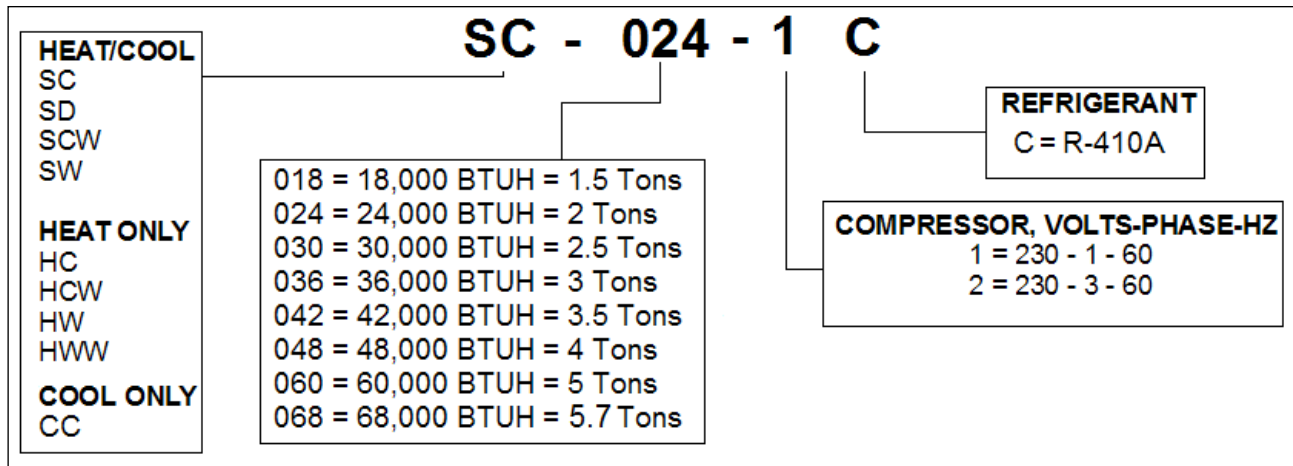 SC - 024 - 1 C
HEAT/COOL
SC
SD
SCW
SW
HEAT ONLY
HC
HCW
HW
HWW
COOL ONLY
CC
018 = 18,000 BTUH = 1.5 Tons
024 = 24,000 BTUH = 2 Tons
030 = 30,000 BTUH = 2.5 Tons
036 = 36,000 BTUH = 3 Tons
042 = 42,000 BTUH = 3.5 Tons
048 = 48,000 BTUH = 4 Tons
060 = 60,000 BTUH = 5 Tons
068 = 68,000 BTUH = 5.7 Tons
REFRIGERANT
C = R-410A
COMPRESSOR, VOLTS-PHASE-HZ
1 = 230 - 1 - 60
2 = 230 - 3 - 60